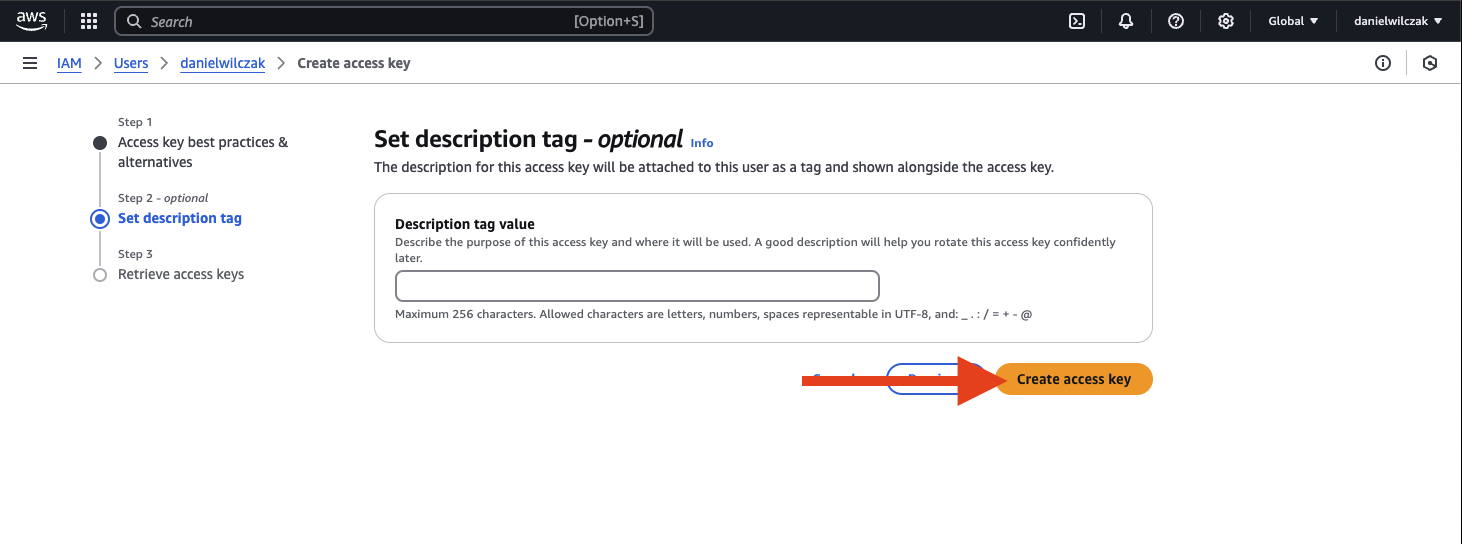 aws
Search [Option+S]
Global
danielwilczak
IAM > Users > danielwilczak > Create access key
Step 1
Access key best practices &
alternatives
Step 2 - optional
Set description tag
Step 3
Retrieve access keys
Set description tag - optional Info
The description for this access key will be attached to this user as a tag and shown alongside the access key.
Description tag value
Describe the purpose of this access key and where it will be used. A good description will help you rotate this access key confidently
later.
Maximum 256 characters. Allowed characters are letters, numbers, spaces representable in UTF-8, and: _ . : / = + - @
Create access key